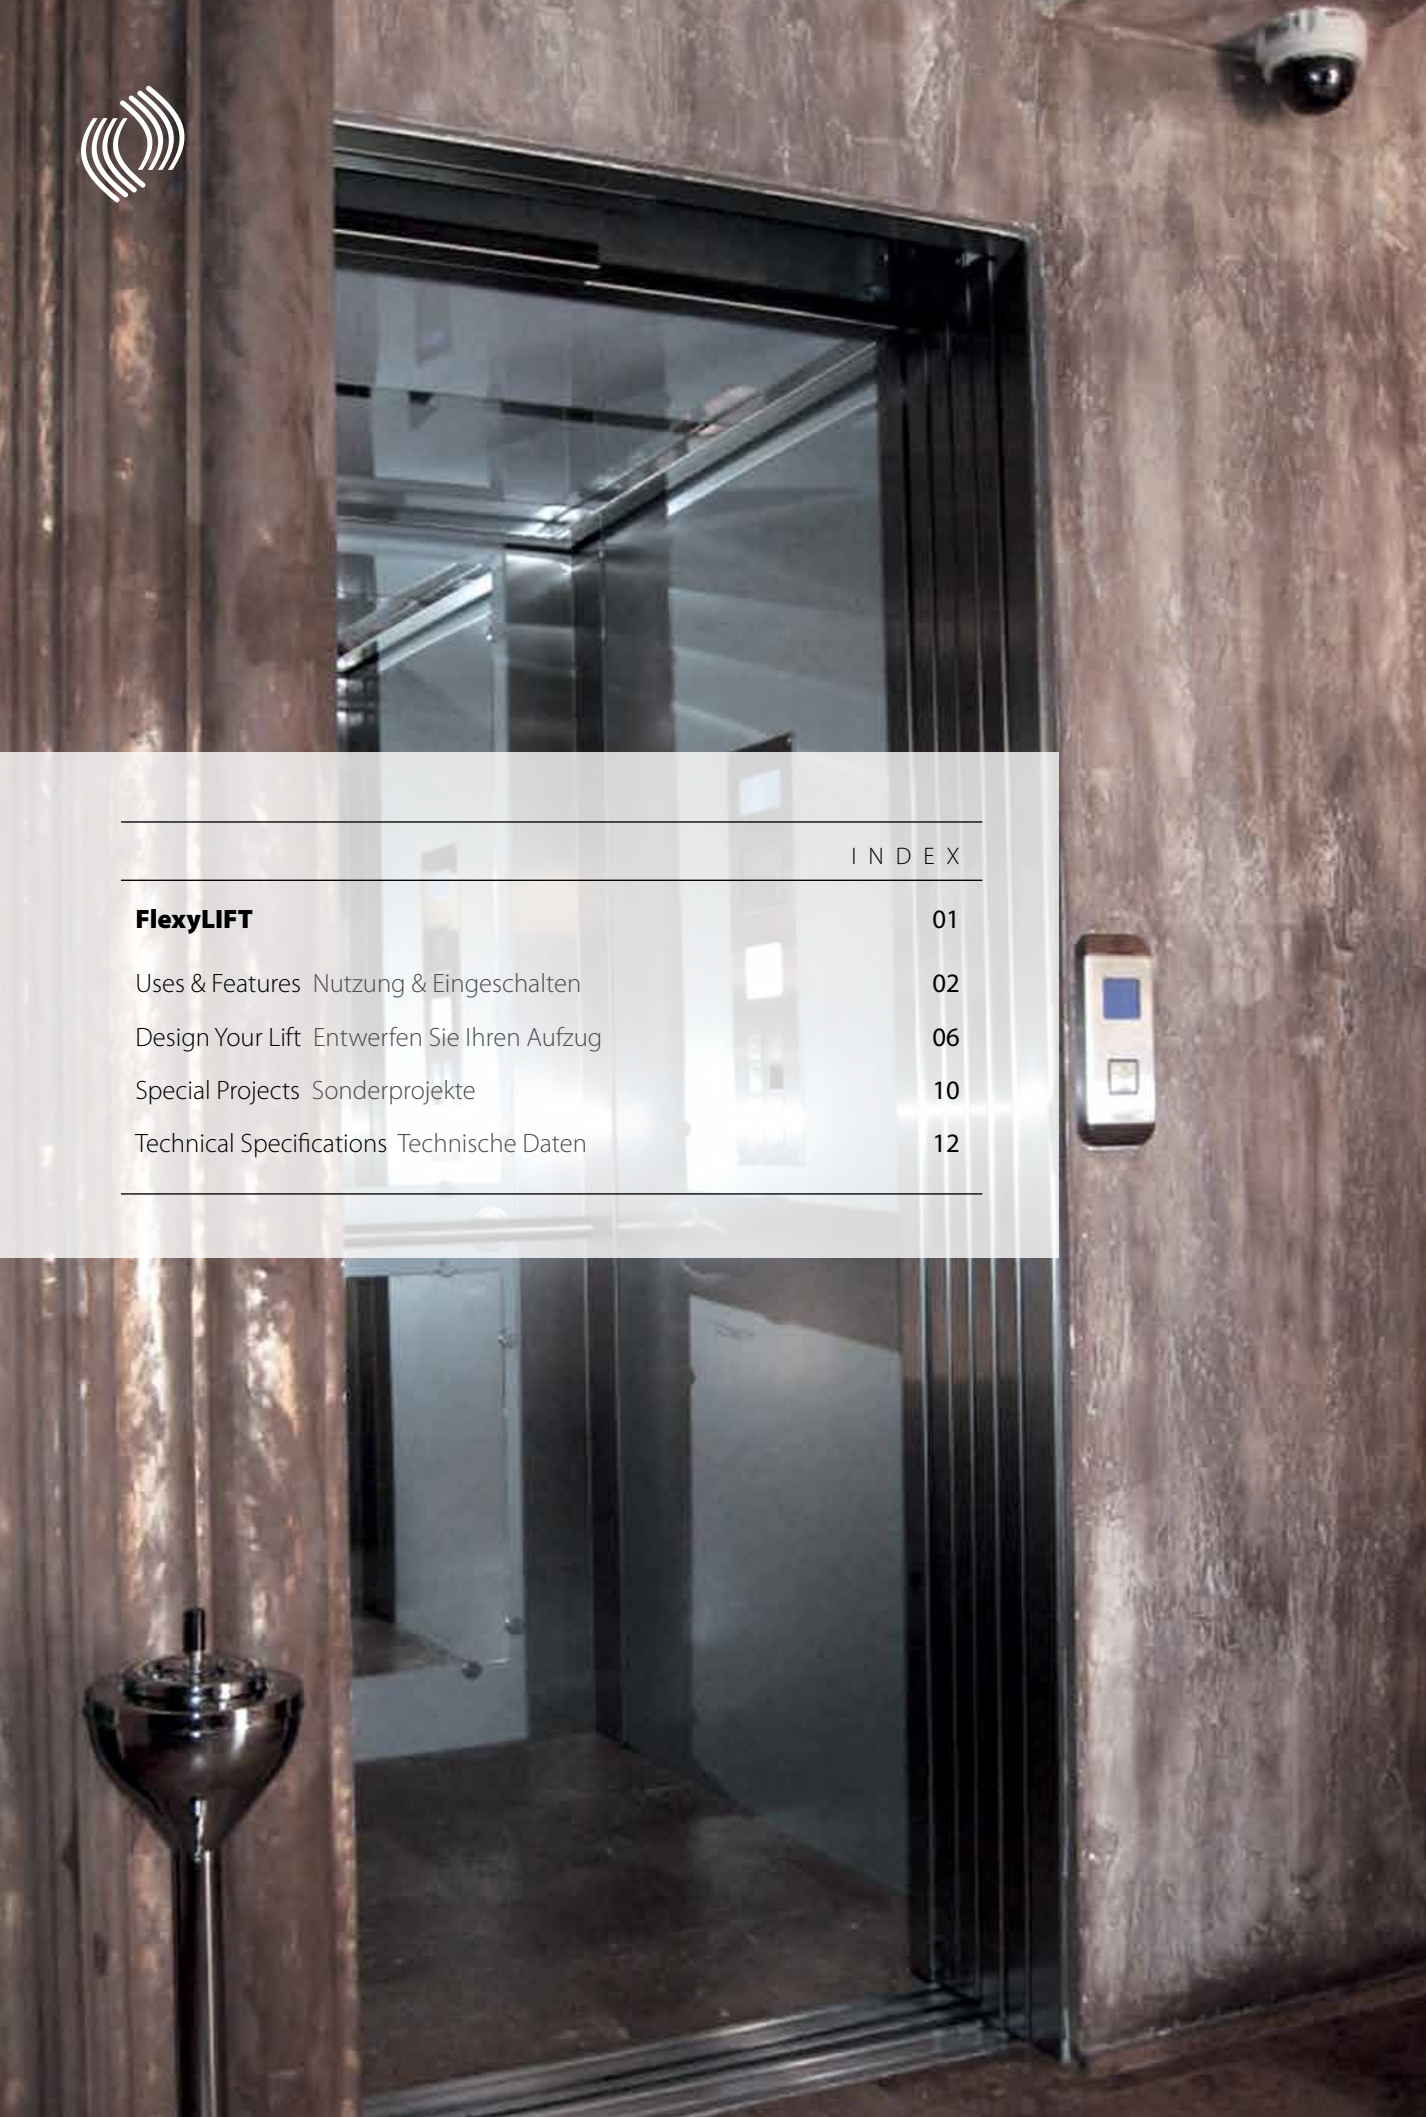 INDEX
FlexyLIFT 01
Uses & Features Nutzung & Eingeschalten 02
Design Your Lift Entwerfen Sie Ihren Aufzug 06
Special Projects Sonderprojekte 10
Technical Specifications Technische Daten 12